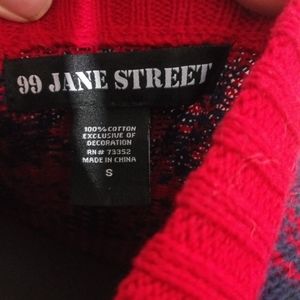 99 JANE STREET
100% COTTON
EXCLUSIVE OF
DECORATION
RN# 73352
MADE IN CHINA
S